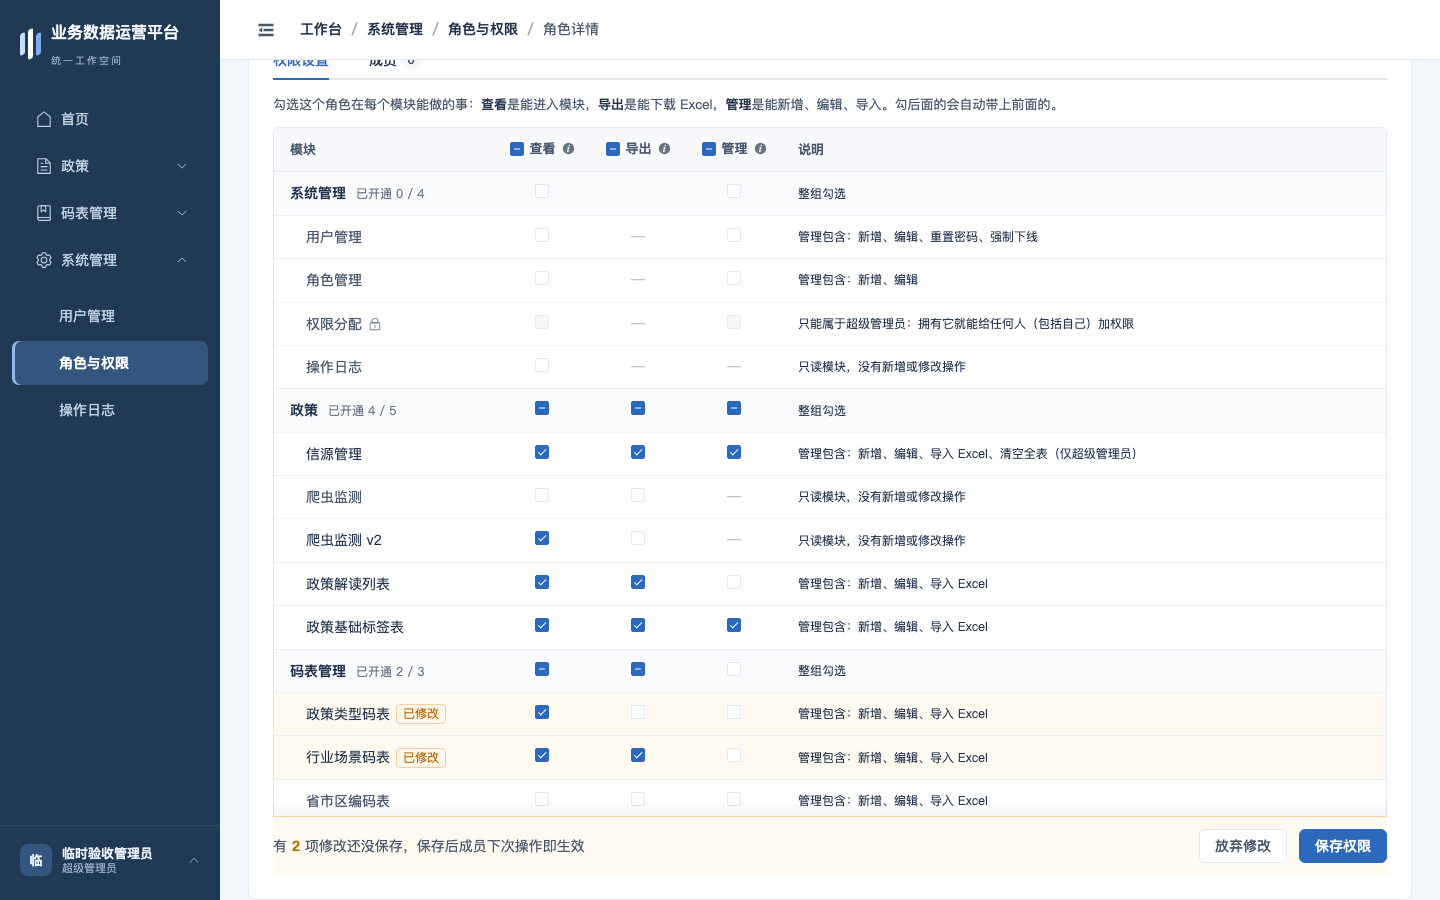 业务数据运营平台
统一工作空间
首页
政策
码表管理
系统管理
用户管理
角色与权限
操作日志
临
临时验收管理员
超级管理员
工作台 / 系统管理 / 角色与权限 / 角色详情
权限设置 成员 0
勾选这个角色在每个模块能做的事：查看是能进入模块，导出是能下载 Excel，管理是能新增、编辑、导入。勾后面的会自动带上前面的。
模块 查看 导出 管理 说明
系统管理 已开通 0 / 4 整组勾选
用户管理 — 管理包含：新增、编辑、重置密码、强制下线
角色管理 — 管理包含：新增、编辑
权限分配 — 只能属于超级管理员：拥有它就能给任何人（包括自己）加权限
操作日志 — — 只读模块，没有新增或修改操作
政策 已开通 4 / 5 整组勾选
信源管理 管理包含：新增、编辑、导入 Excel、清空全表（仅超级管理员）
爬虫监测 — 只读模块，没有新增或修改操作
爬虫监测 v2 — 只读模块，没有新增或修改操作
政策解读列表 管理包含：新增、编辑、导入 Excel
政策基础标签表 管理包含：新增、编辑、导入 Excel
码表管理 已开通 2 / 3 整组勾选
政策类型码表 已修改 管理包含：新增、编辑、导入 Excel
行业场景码表 已修改 管理包含：新增、编辑、导入 Excel
省市区编码表 管理包含：新增、编辑、导入 Excel
有 2 项修改还没保存，保存后成员下次操作即生效
放弃修改 保存权限